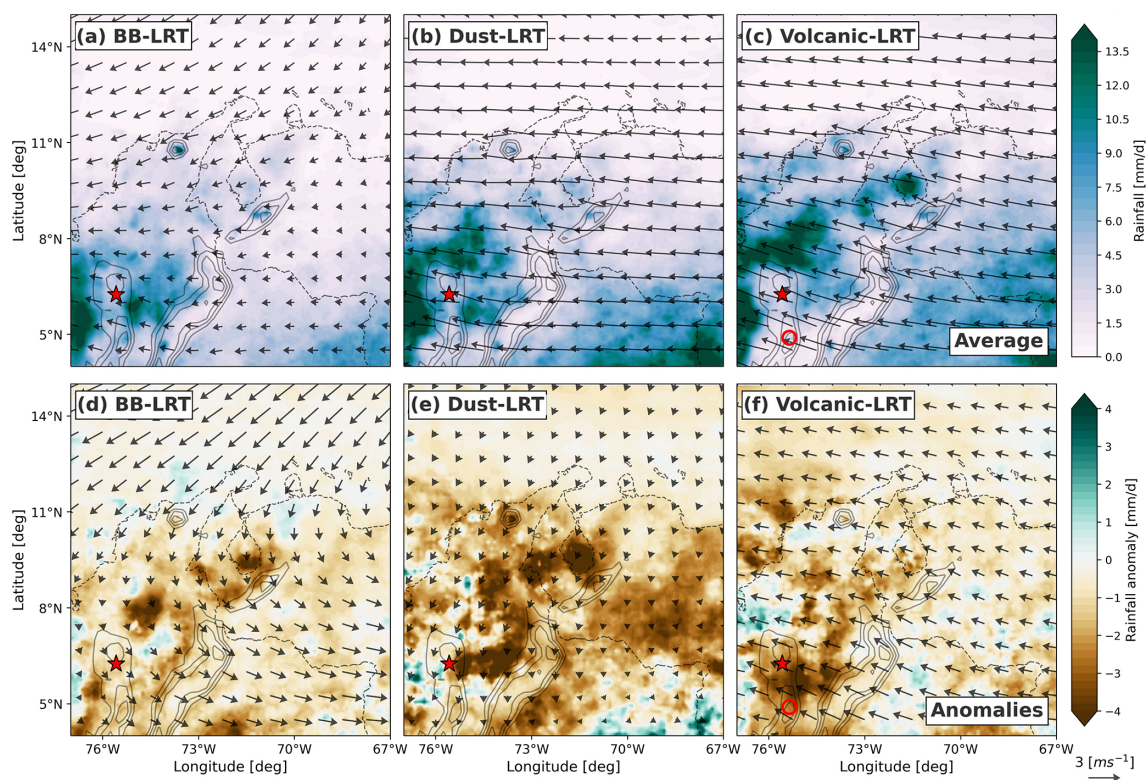 (a) BB-LRT
(b) Dust-LRT
(c) Volcanic-LRT
14°N
11°N
8°N
5°N
Latitude [deg]
Average
13.5
12.0
10.5
9.0
7.5
6.0
4.5
3.0
1.5
0.0
Rainfall [mm/d]
(d) BB-LRT
(e) Dust-LRT
(f) Volcanic-LRT
14°N
11°N
8°N
5°N
Latitude [deg]
Anomalies
4
3
2
1
0
−1
−2
−3
−4
Rainfall anomaly [mm/d]
76°W 73°W 70°W 67°W
76°W 73°W 70°W 67°W
76°W 73°W 70°W 67°W
Longitude [deg]
Longitude [deg]
Longitude [deg]
3 [ms⁻¹]